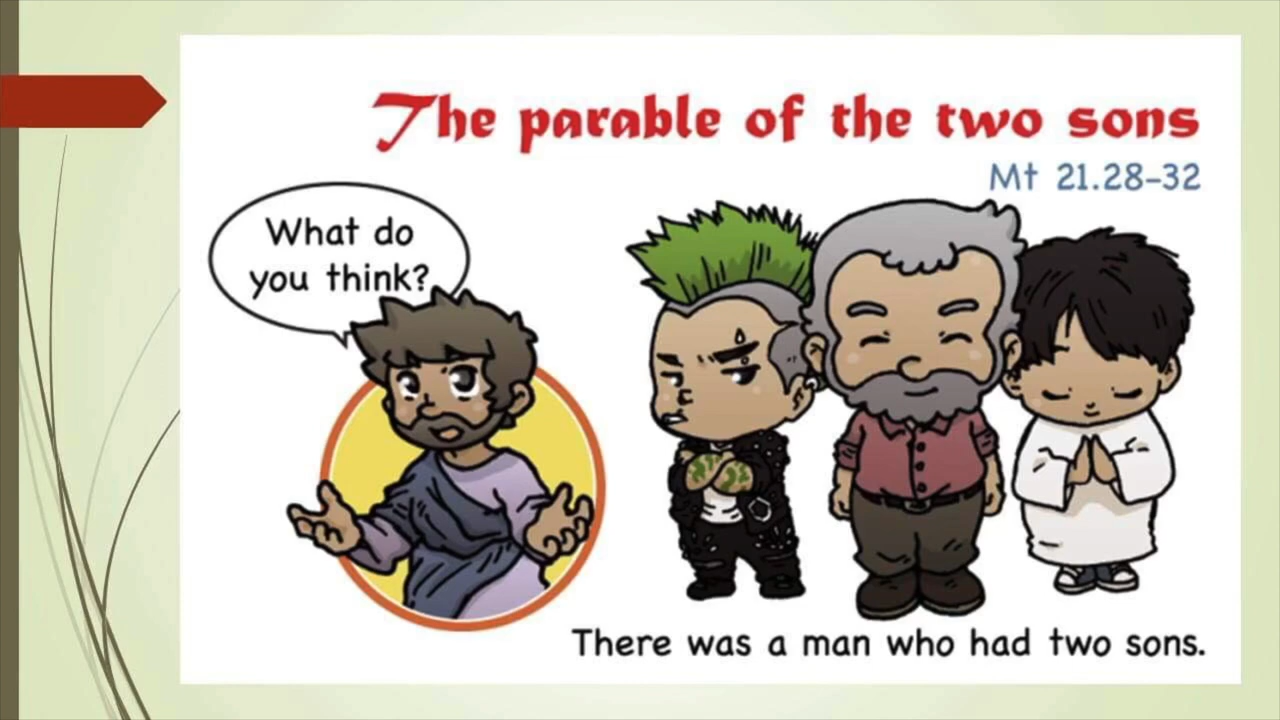 The parable of the two sons
Mt 21.28-32
What do
you think?
There was a man who had two sons.